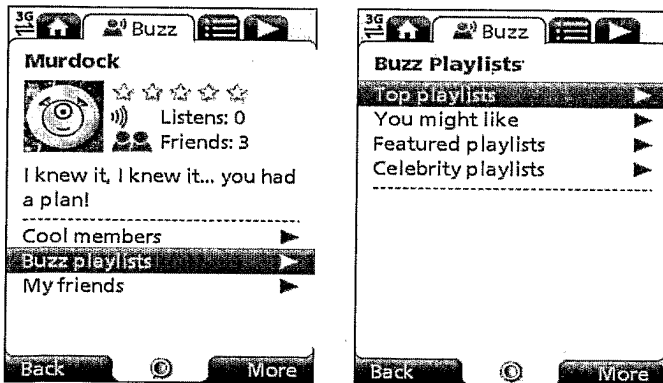 3G
Buzz
Murdock
Listens: 0
Friends: 3
I knew it, I knew it... you had
a plan!
Cool members
Buzz playlists
My friends
Back
More
3G
Buzz
Buzz Playlists
Top playlists
You might like
Featured playlists
Celebrity playlists
Back
More